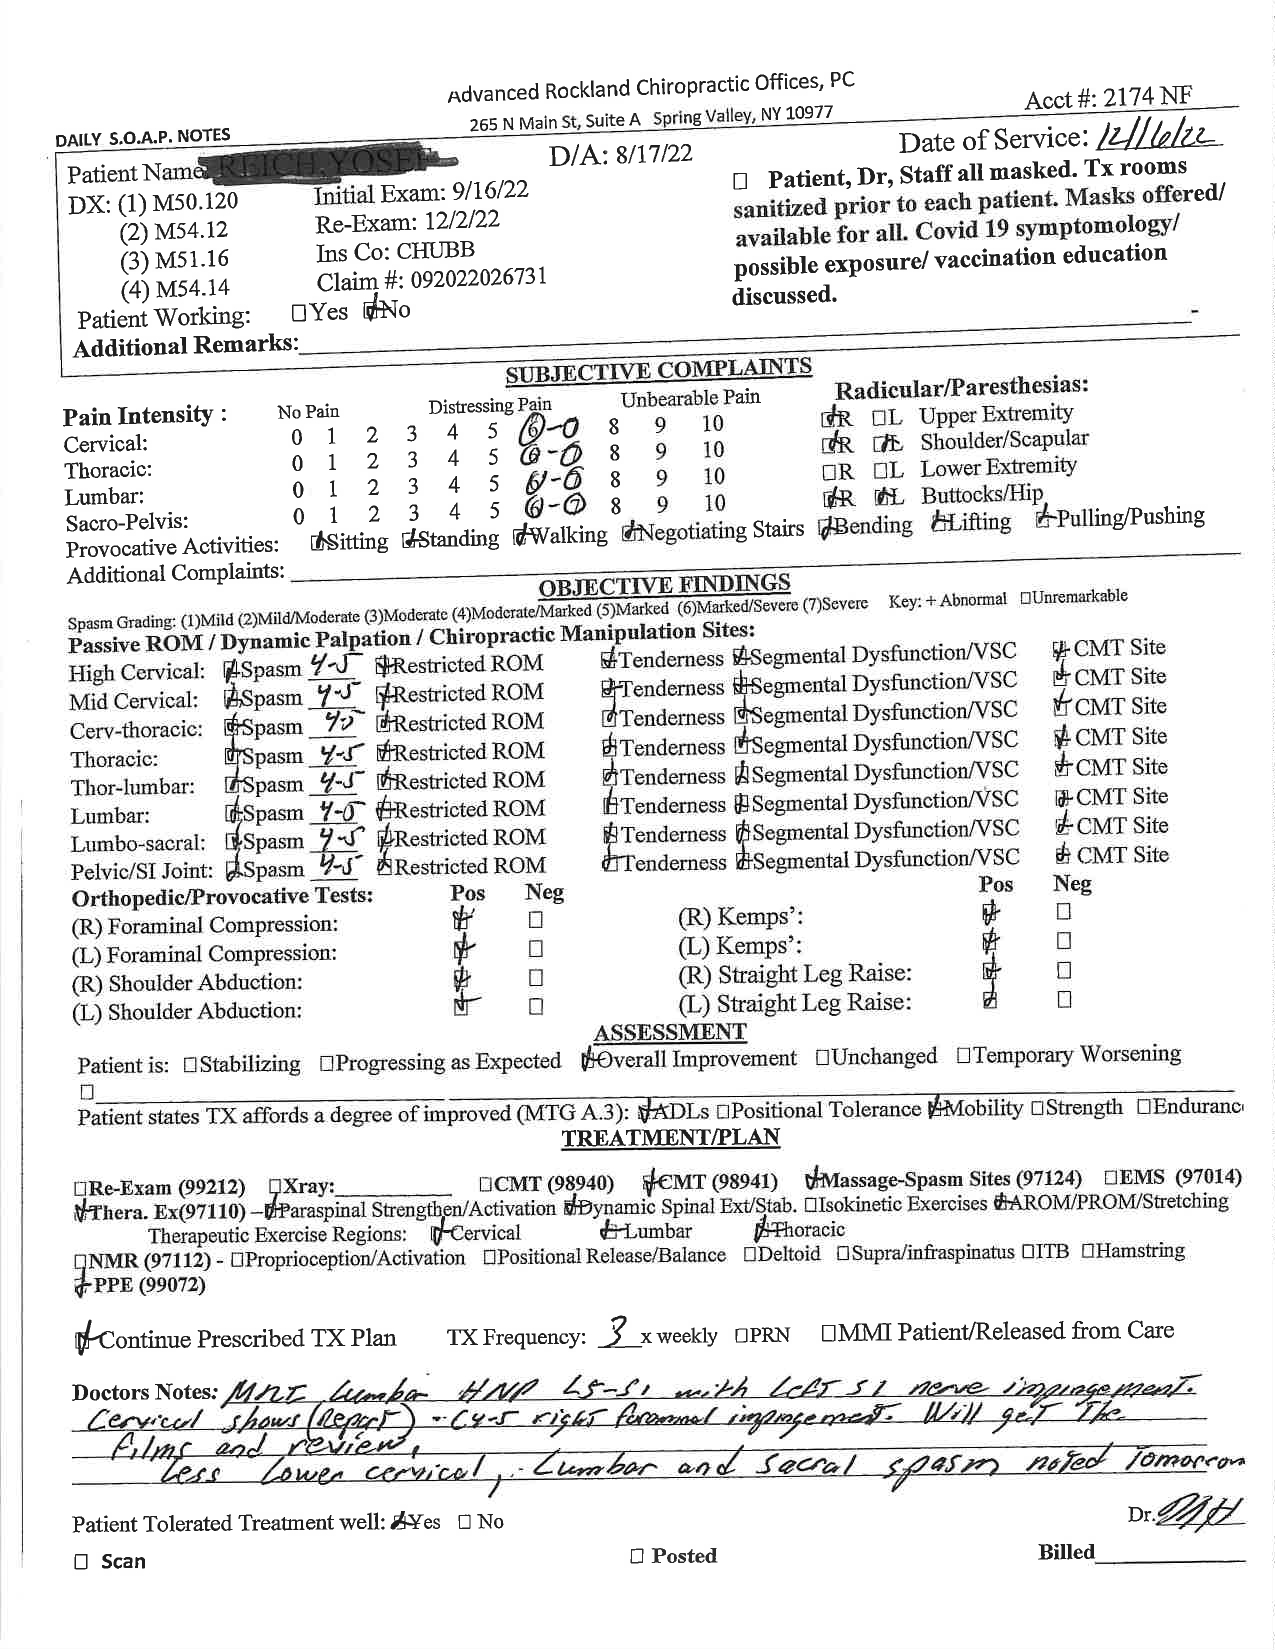 Advanced Rockland Chiropractic Offices, PC
265 N Main St, Suite A Spring Valley, NY 10977
Acct #: 2174 NF
DAILY S.O.A.P. NOTES
Date of Service:
Patient Name
D/A: 8/17/22
DX: (1) M50.120 Initial Exam: 9/16/22
(2) M54.12 Re-Exam: 12/2/22
(3) M51.16 Ins Co: CHUBB
(4) M54.14 Claim #: 092022026731
Patient Working: ☐Yes ☑No
Additional Remarks:
☐ Patient, Dr, Staff all masked. Tx rooms
sanitized prior to each patient. Masks offered/
available for all. Covid 19 symptomology/
possible exposure/ vaccination education
discussed.
SUBJECTIVE COMPLAINTS
Pain Intensity : No Pain Distressing Pain Unbearable Pain Radicular/Paresthesias:
Cervical: 0 1 2 3 4 5 6 8 9 10 ☑R ☐L Upper Extremity
Thoracic: 0 1 2 3 4 5 6 8 9 10 ☑R ☑L Shoulder/Scapular
Lumbar: 0 1 2 3 4 5 6 8 9 10 ☐R ☐L Lower Extremity
Sacro-Pelvis: 0 1 2 3 4 5 6 8 9 10 ☑R ☑L Buttocks/Hip
Provocative Activities: ☑Sitting ☑Standing ☑Walking ☑Negotiating Stairs ☑Bending ☑Lifting ☑Pulling/Pushing
Additional Complaints:
OBJECTIVE FINDINGS
Spasm Grading: (1)Mild (2)Mild/Moderate (3)Moderate (4)Moderate/Marked (5)Marked (6)Marked/Severe (7)Severe Key: + Abnormal ☐Unremarkable
Passive ROM / Dynamic Palpation / Chiropractic Manipulation Sites:
High Cervical: ☑Spasm 4-5 ☑Restricted ROM ☑Tenderness ☑Segmental Dysfunction/VSC ☑CMT Site
Mid Cervical: ☑Spasm 4-5 ☑Restricted ROM ☑Tenderness ☑Segmental Dysfunction/VSC ☑CMT Site
Cerv-thoracic: ☑Spasm 4-5 ☑Restricted ROM ☑Tenderness ☑Segmental Dysfunction/VSC ☑CMT Site
Thoracic: ☑Spasm 4-5 ☑Restricted ROM ☑Tenderness ☑Segmental Dysfunction/VSC ☑CMT Site
Thor-lumbar: ☑Spasm 4-5 ☑Restricted ROM ☑Tenderness ☑Segmental Dysfunction/VSC ☑CMT Site
Lumbar: ☑Spasm 4-5 ☑Restricted ROM ☑Tenderness ☑Segmental Dysfunction/VSC ☑CMT Site
Lumbo-sacral: ☑Spasm 4-5 ☑Restricted ROM ☑Tenderness ☑Segmental Dysfunction/VSC ☑CMT Site
Pelvic/SI Joint: ☑Spasm 4-5 ☑Restricted ROM ☑Tenderness ☑Segmental Dysfunction/VSC ☑CMT Site
Orthopedic/Provocative Tests: Pos Neg Pos Neg
(R) Foraminal Compression: ☑ ☐ (R) Kemps’: ☑ ☐
(L) Foraminal Compression: ☑ ☐ (L) Kemps’: ☑ ☐
(R) Shoulder Abduction: ☑ ☐ (R) Straight Leg Raise: ☑ ☐
(L) Shoulder Abduction: ☑ ☐ (L) Straight Leg Raise: ☑ ☐
ASSESSMENT
Patient is: ☐Stabilizing ☐Progressing as Expected ☑Overall Improvement ☐Unchanged ☐Temporary Worsening
☐
Patient states TX affords a degree of improved (MTG A.3): ☑ADLs ☐Positional Tolerance ☑Mobility ☐Strength ☐Enduranc
TREATMENT/PLAN
☐Re-Exam (99212) ☐Xray: ☐CMT (98940) ☑CMT (98941) ☑Massage-Spasm Sites (97124) ☐EMS (97014)
☑Thera. Ex(97110) –☑Paraspinal Strengthen/Activation ☑Dynamic Spinal Ext/Stab. ☐Isokinetic Exercises ☑AROM/PROM/Stretching
Therapeutic Exercise Regions: ☑Cervical ☑Lumbar ☑Thoracic
☐NMR (97112) - ☐Proprioception/Activation ☐Positional Release/Balance ☐Deltoid ☐Supra/infraspinatus ☐ITB ☐Hamstring
☑PPE (99072)
☑Continue Prescribed TX Plan TX Frequency: 3 x weekly ☐PRN ☐MMI Patient/Released from Care
Doctors Notes: MRI Lumbar HNP L5-S1 with Left S1 nerve impingement.
Cervical shows (Report) - C4-5 right foraminal impingement. Will get The
films and review,
Less Lower cervical, Lumbar and Sacral spasm noted Tomorrow
Patient Tolerated Treatment well: ☑Yes ☐ No
Dr.
☐ Scan ☐ Posted Billed